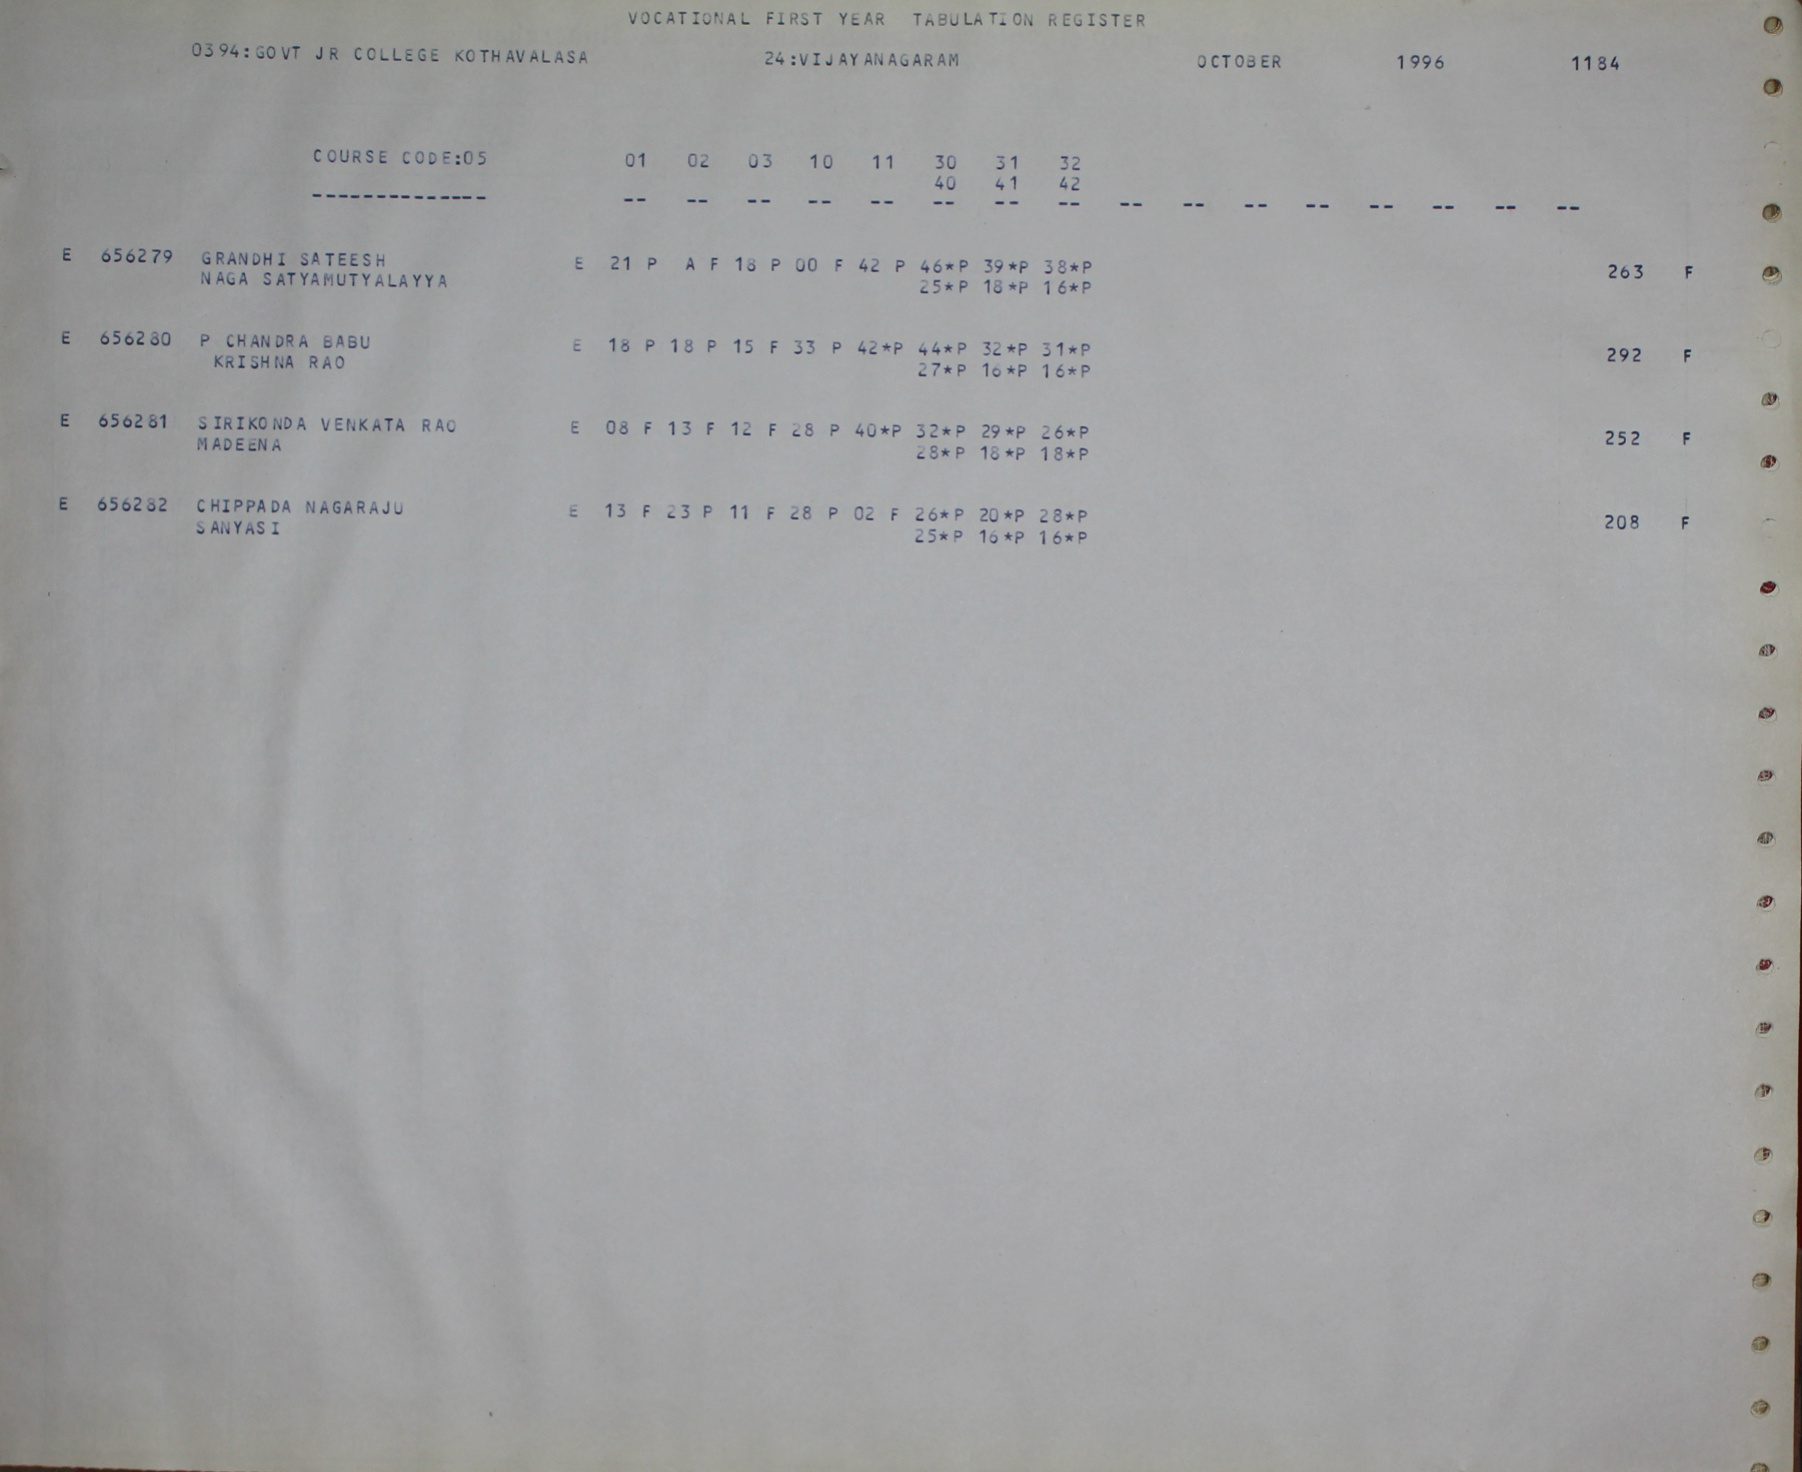 VOCATIONAL FIRST YEAR TABULATION REGISTER
0394:GOVT JR COLLEGE KOTHAVALASA 24:VIJAYANAGARAM OCTOBER 1996 1184
COURSE CODE:05 01 02 03 10 11 30 31 32
40 41 42
-------------- -- -- -- -- -- -- -- -- -- -- -- -- -- -- -- --
E 656279 GRANDHI SATEESH E 21 P A F 18 P 00 F 42 P 46*P 39*P 38*P 263 F
NAGA SATYAMUTYALAYYA 25*P 18*P 16*P
E 656280 P CHANDRA BABU E 18 P 18 P 15 F 33 P 42*P 44*P 32*P 31*P 292 F
KRISHNA RAO 27*P 16*P 16*P
E 656281 SIRIKONDA VENKATA RAO E 08 F 13 F 12 F 28 P 40*P 32*P 29*P 26*P 252 F
MADEENA 28*P 18*P 18*P
E 656282 CHIPPADA NAGARAJU E 13 F 23 P 11 F 28 P 02 F 26*P 20*P 28*P 208 F
SANYASI 25*P 16*P 16*P